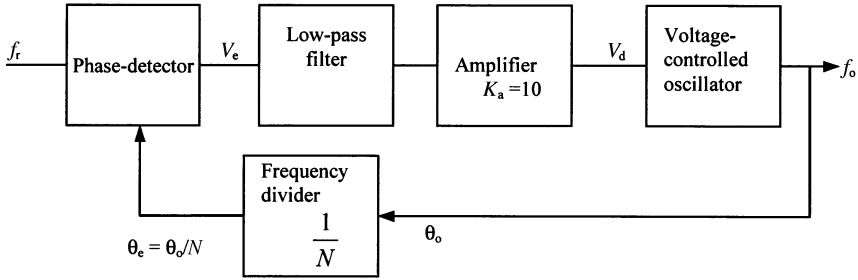 f_r
Phase-detector
V_e
Low-pass
filter
Amplifier
K_a =10
V_d
Voltage-
controlled
oscillator
f_o
Frequency
divider
1
N
θ_e = θ_o/N
θ_o